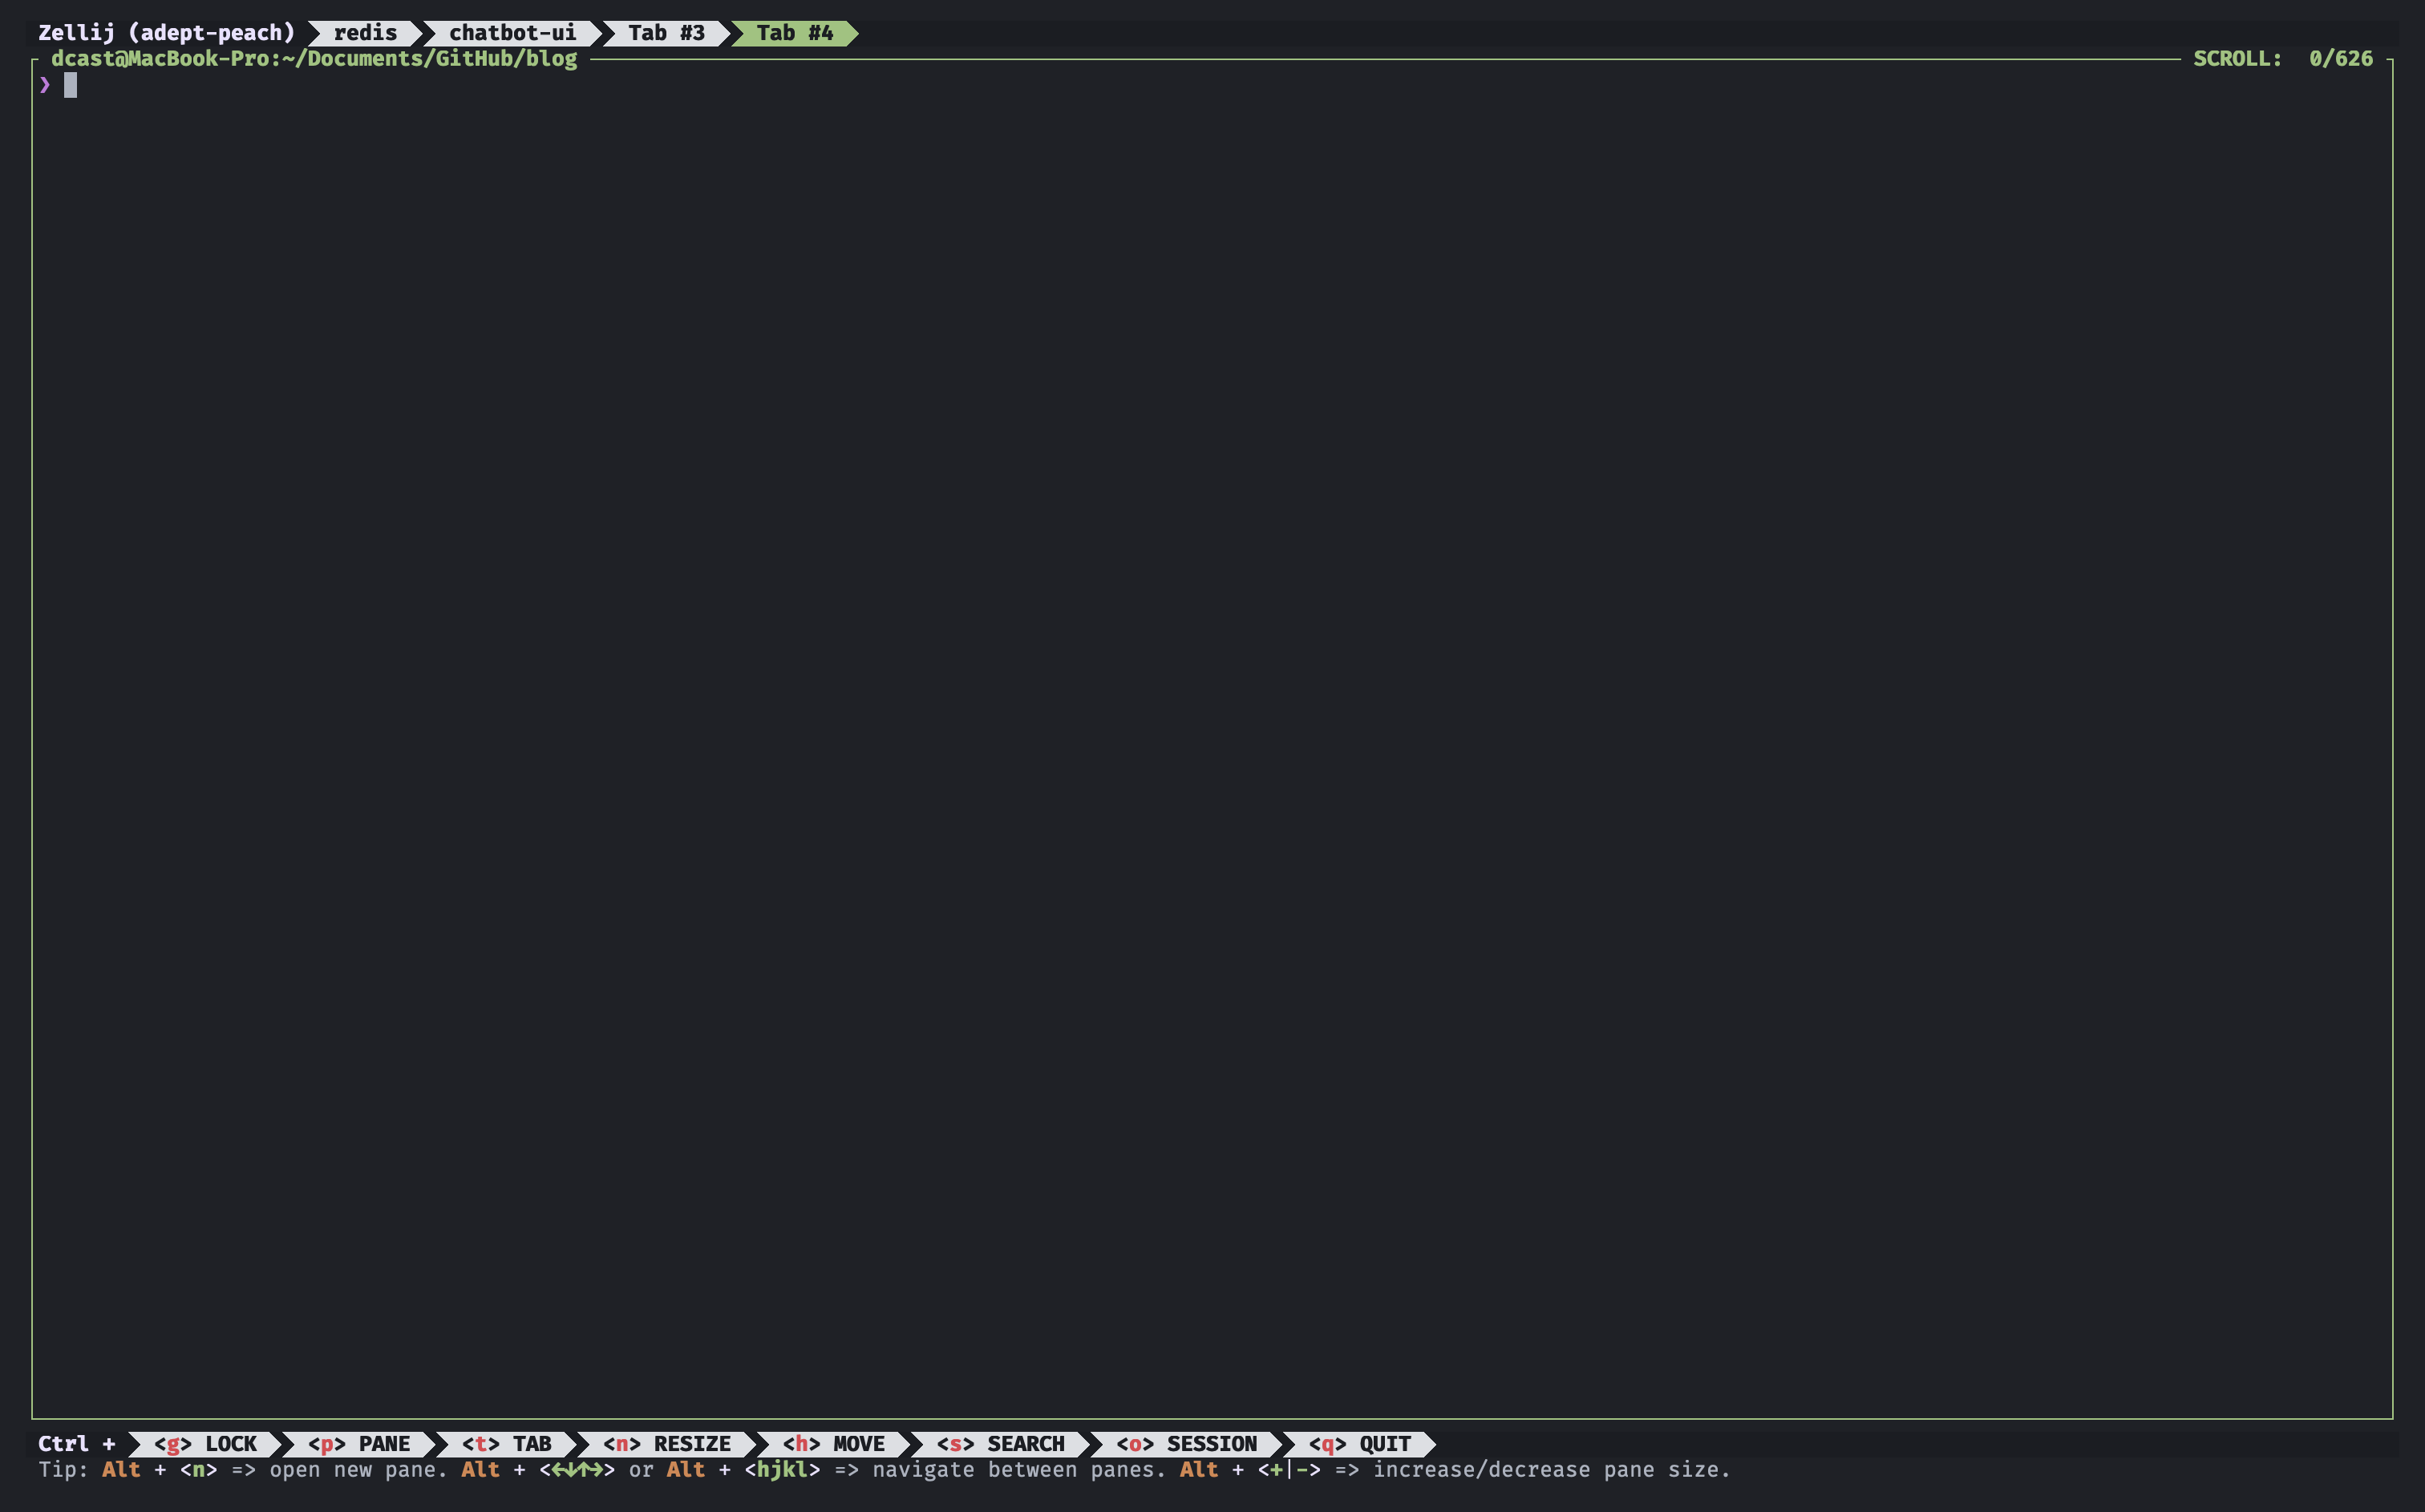 Zellij (adept-peach) redis chatbot-ui Tab #3 Tab #4
dcast@MacBook-Pro:~/Documents/GitHub/blog SCROLL: 0/626
❯
Ctrl + <g> LOCK <p> PANE <t> TAB <n> RESIZE <h> MOVE <s> SEARCH <o> SESSION <q> QUIT
Tip: Alt + <n> => open new pane. Alt + <←↓↑→> or Alt + <hjkl> => navigate between panes. Alt + <+|-> => increase/decrease pane size.